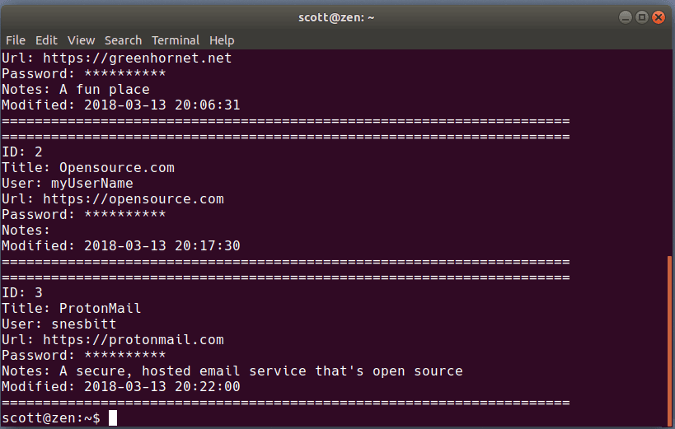 scott@zen: ~
File Edit View Search Terminal Help
Url: https://greenhornet.net
Password: **********
Notes: A fun place
Modified: 2018-03-13 20:06:31
======================================================================
======================================================================
ID: 2
Title: Opensource.com
User: myUserName
Url: https://opensource.com
Password: **********
Notes:
Modified: 2018-03-13 20:17:30
======================================================================
======================================================================
ID: 3
Title: ProtonMail
User: snesbitt
Url: https://protonmail.com
Password: **********
Notes: A secure, hosted email service that's open source
Modified: 2018-03-13 20:22:00
======================================================================
scott@zen:~$